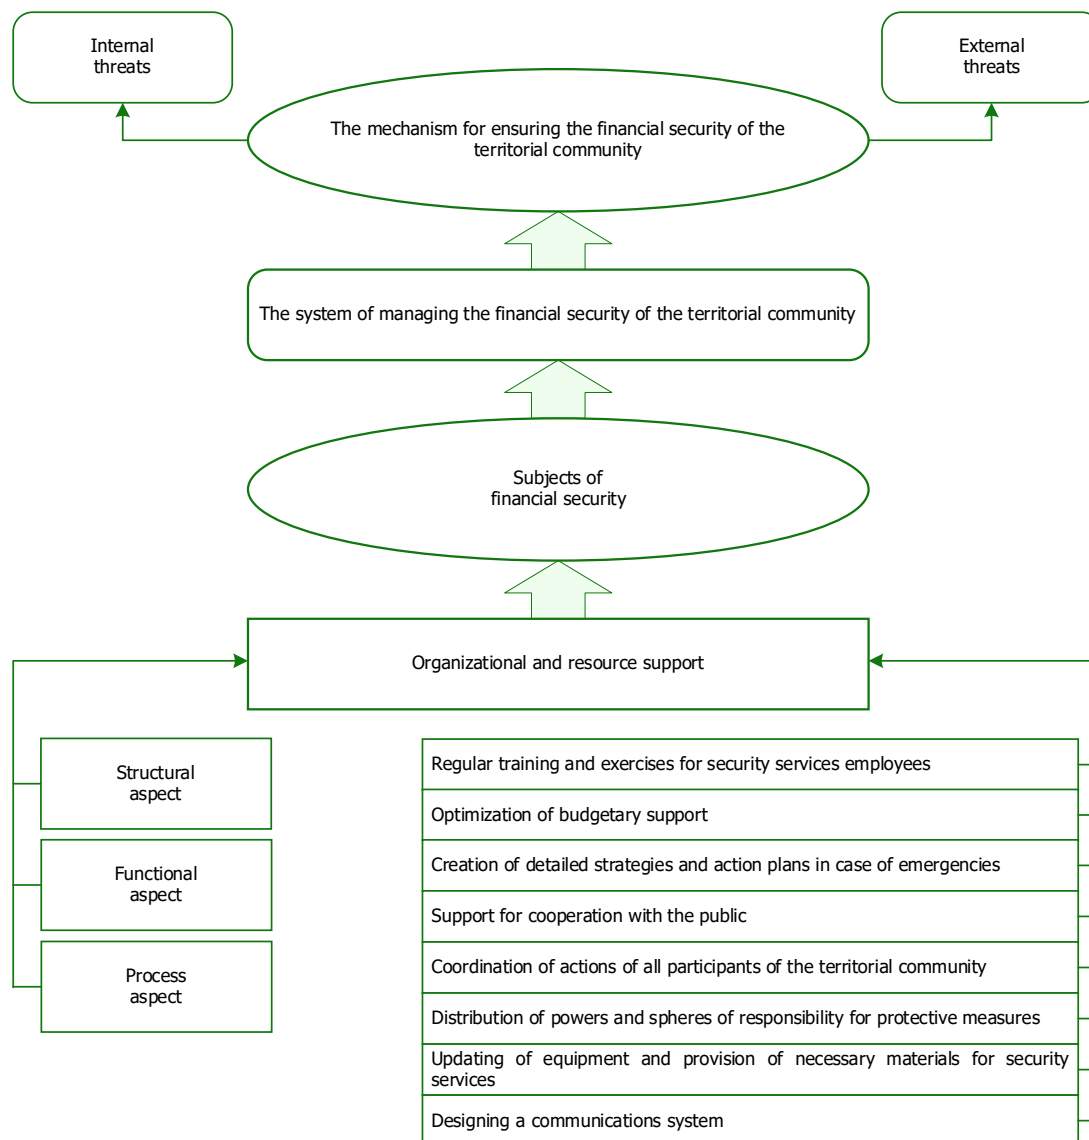 Internal
threats
External
threats
The mechanism for ensuring the financial security of the
territorial community
The system of managing the financial security of the territorial community
Subjects of
financial security
Organizational and resource support
Structural
aspect
Functional
aspect
Process
aspect
Regular training and exercises for security services employees
Optimization of budgetary support
Creation of detailed strategies and action plans in case of emergencies
Support for cooperation with the public
Coordination of actions of all participants of the territorial community
Distribution of powers and spheres of responsibility for protective measures
Updating of equipment and provision of necessary materials for security
services
Designing a communications system